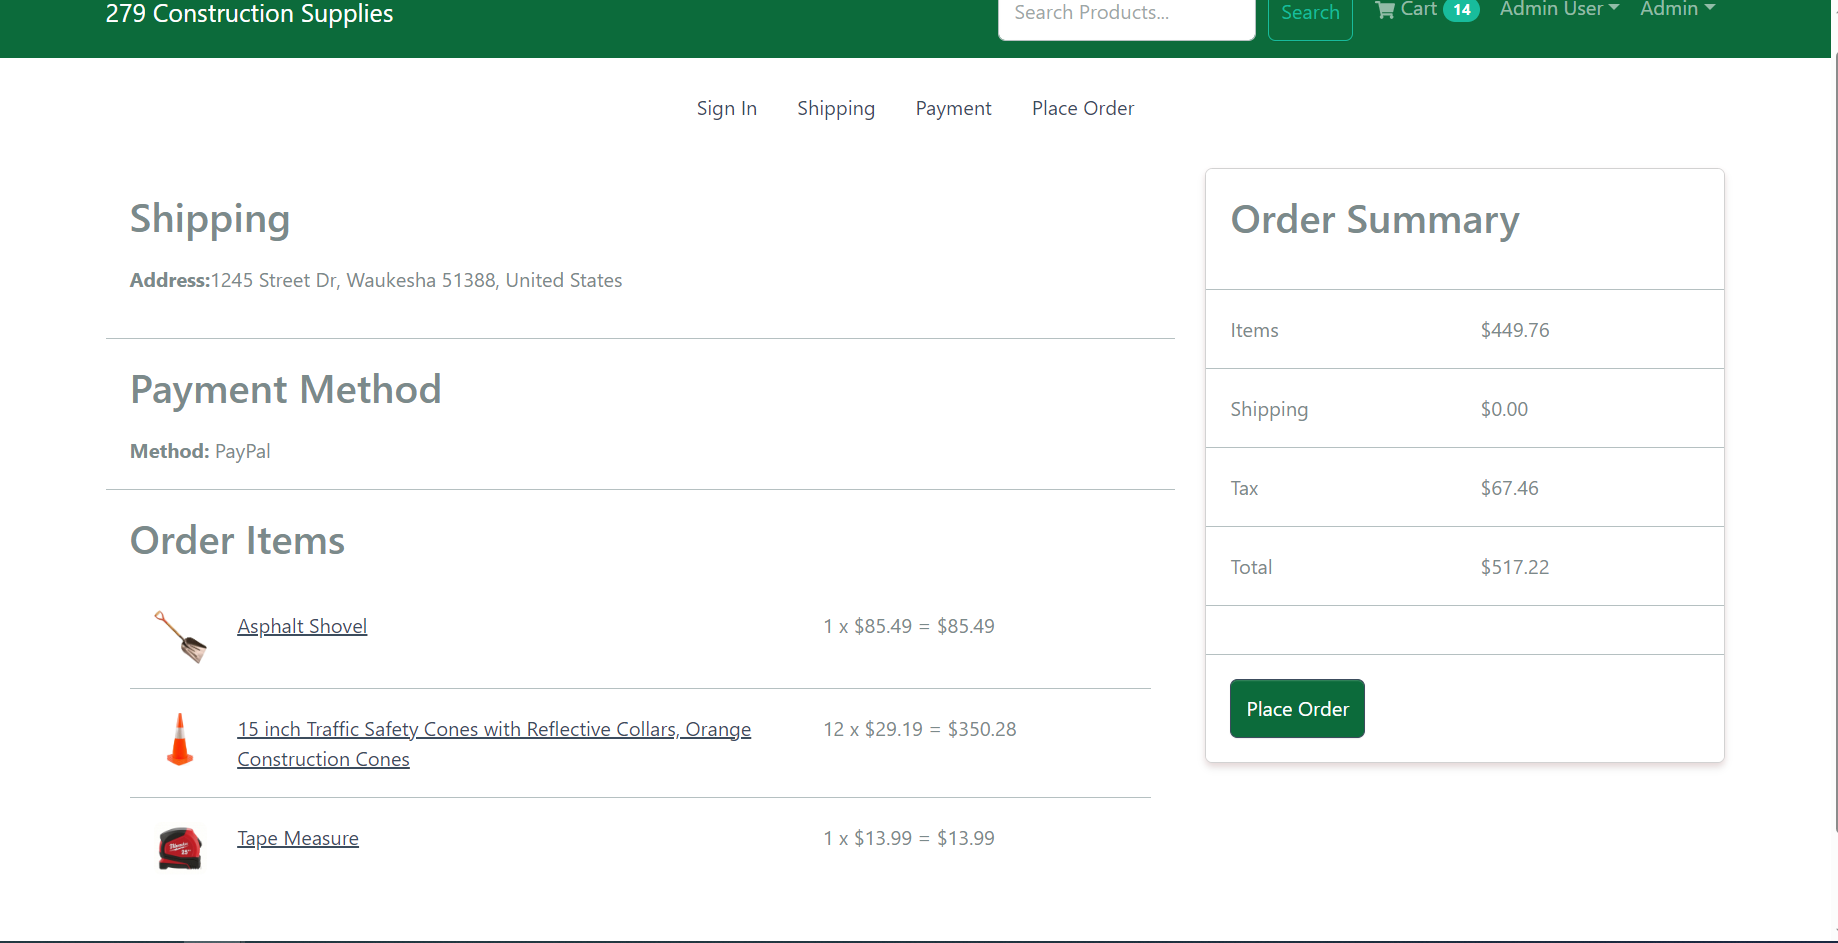 279 Construction Supplies
Search Products...
Search
Cart 14
Admin User
Admin
Sign In
Shipping
Payment
Place Order
Shipping
Address:1245 Street Dr, Waukesha 51388, United States
Payment Method
Method: PayPal
Order Items
Asphalt Shovel
1 x $85.49 = $85.49
15 inch Traffic Safety Cones with Reflective Collars, Orange
Construction Cones
12 x $29.19 = $350.28
Tape Measure
1 x $13.99 = $13.99
Order Summary
Items $449.76
Shipping $0.00
Tax $67.46
Total $517.22
Place Order